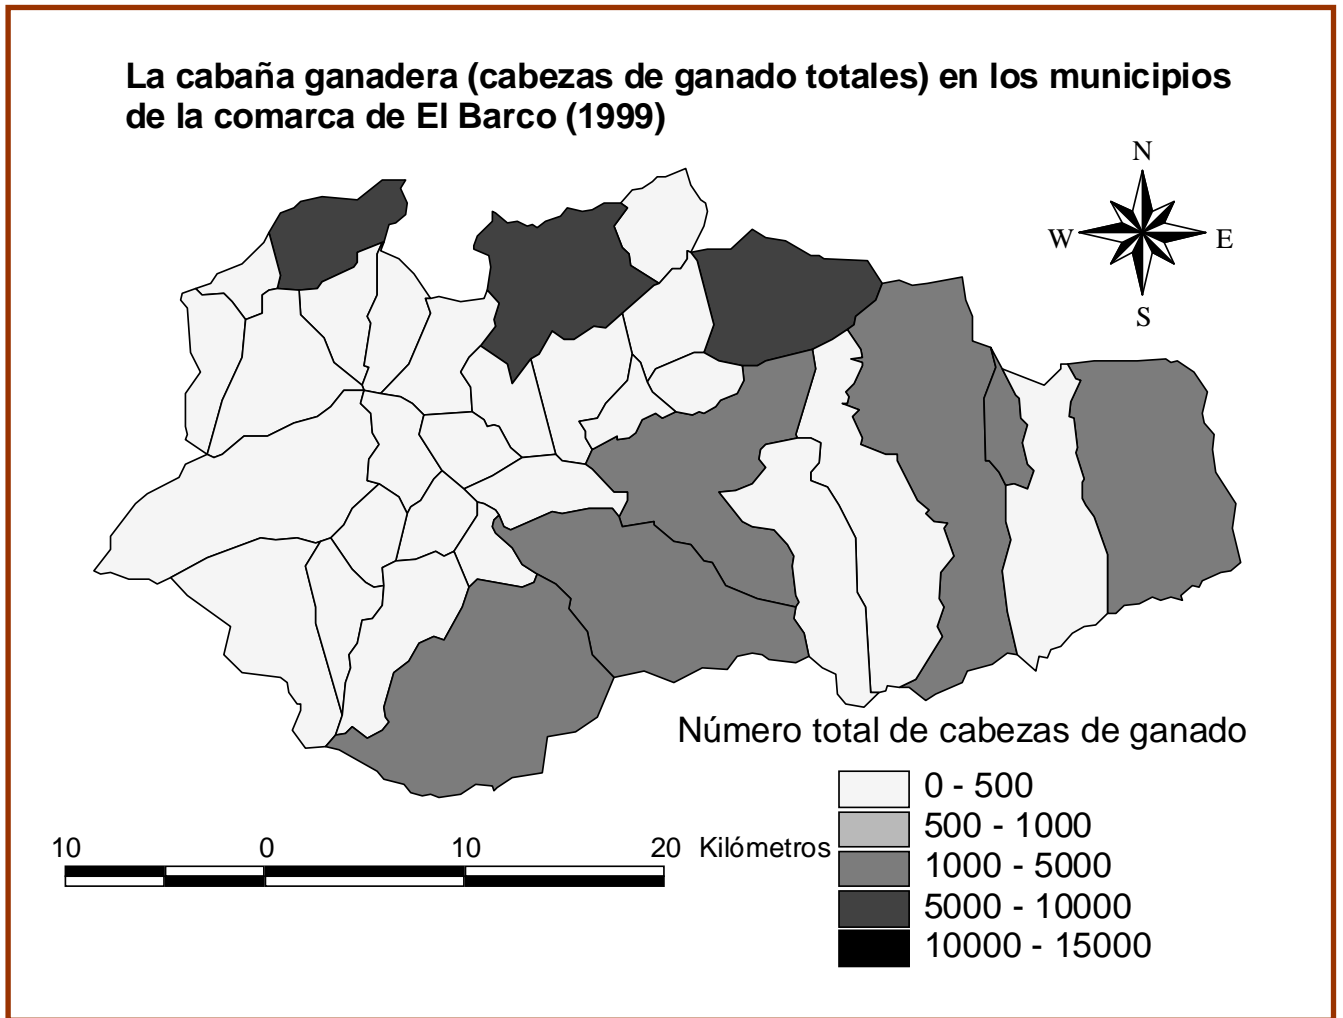 La cabaña ganadera (cabezas de ganado totales) en los municipios
de la comarca de El Barco (1999)
N
W E
S
Número total de cabezas de ganado
0 - 500
500 - 1000
1000 - 5000
5000 - 10000
10000 - 15000
10 0 10 20 Kilómetros